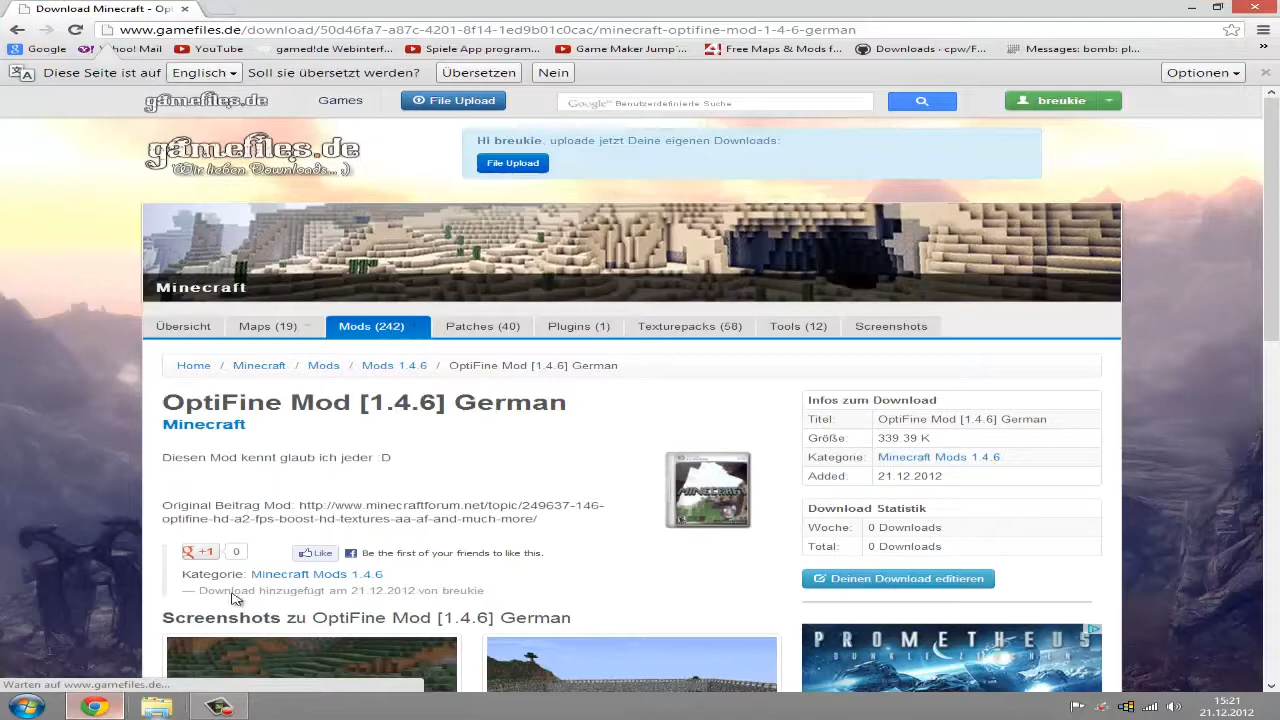 Download Minecraft - Opt
www.gamefiles.de/download/50d46fa7-a87c-4201-8f14-1ed9b01cdcac/minecraft-optifine-mod-1-4-6-german
Google
Yahoo! Mail
YouTube
gamed!de Webinterf...
Spiele App program...
Game Maker Jump'...
Free Maps & Mods f...
Downloads · cpw/F...
Messages: bomb: pl...
»
Diese Seite ist auf Englisch Soll sie übersetzt werden? Übersetzen Nein Optionen
gamefiles.de Games File Upload Google™ Benutzerdefinierte Suche breukie
gamefiles.de
Wir lieben Downloads... ;)
Hi breukie, uploade jetzt Deine eigenen Downloads:
File Upload
Minecraft
Übersicht Maps (19) Mods (242) Patches (40) Plugins (1) Texturepacks (58) Tools (12) Screenshots
Home / Minecraft / Mods / Mods 1.4.6 / OptiFine Mod [1.4.6] German
OptiFine Mod [1.4.6] German
Minecraft
Diesen Mod kennt glaub ich jeder :D
MINECRAFT
Original Beitrag Mod: http://www.minecraftforum.net/topic/249637-146-
optifine-hd-a2-fps-boost-hd-textures-aa-af-and-much-more/
+1 0 Like Be the first of your friends to like this.
Kategorie: Minecraft Mods 1.4.6
— Download hinzugefügt am 21.12.2012 von breukie
Screenshots zu OptiFine Mod [1.4.6] German
Infos zum Download
Titel: OptiFine Mod [1.4.6] German
Größe: 339.39 K
Kategorie: Minecraft Mods 1.4.6
Added: 21.12.2012
Download Statistik
Woche: 0 Downloads
Total: 0 Downloads
Deinen Download editieren
PROMETHEUS
DUNKLE ZEICHEN
Warten auf www.gamefiles.de...
15:21
21.12.2012